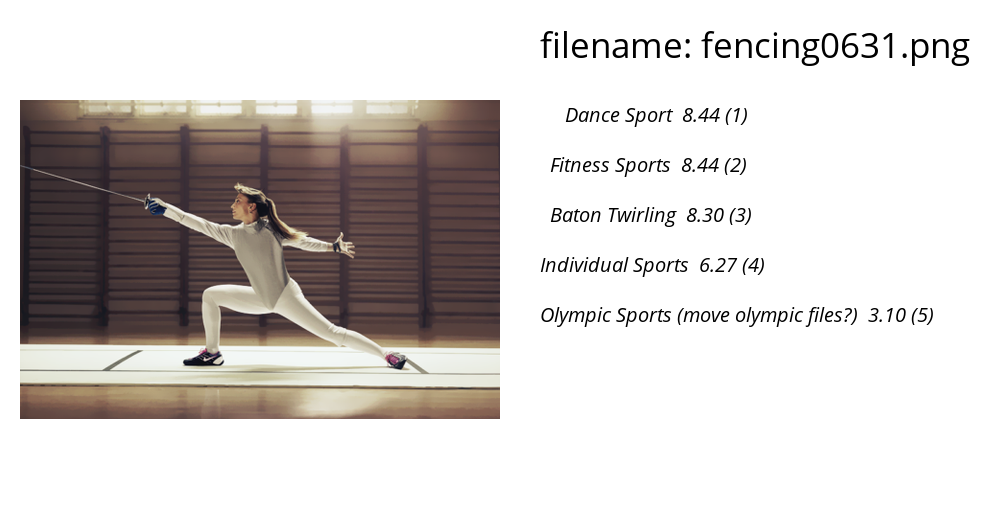 filename: fencing0631.png
Dance Sport 8.44 (1)
Fitness Sports 8.44 (2)
Baton Twirling 8.30 (3)
Individual Sports 6.27 (4)
Olympic Sports (move olympic files?) 3.10 (5)